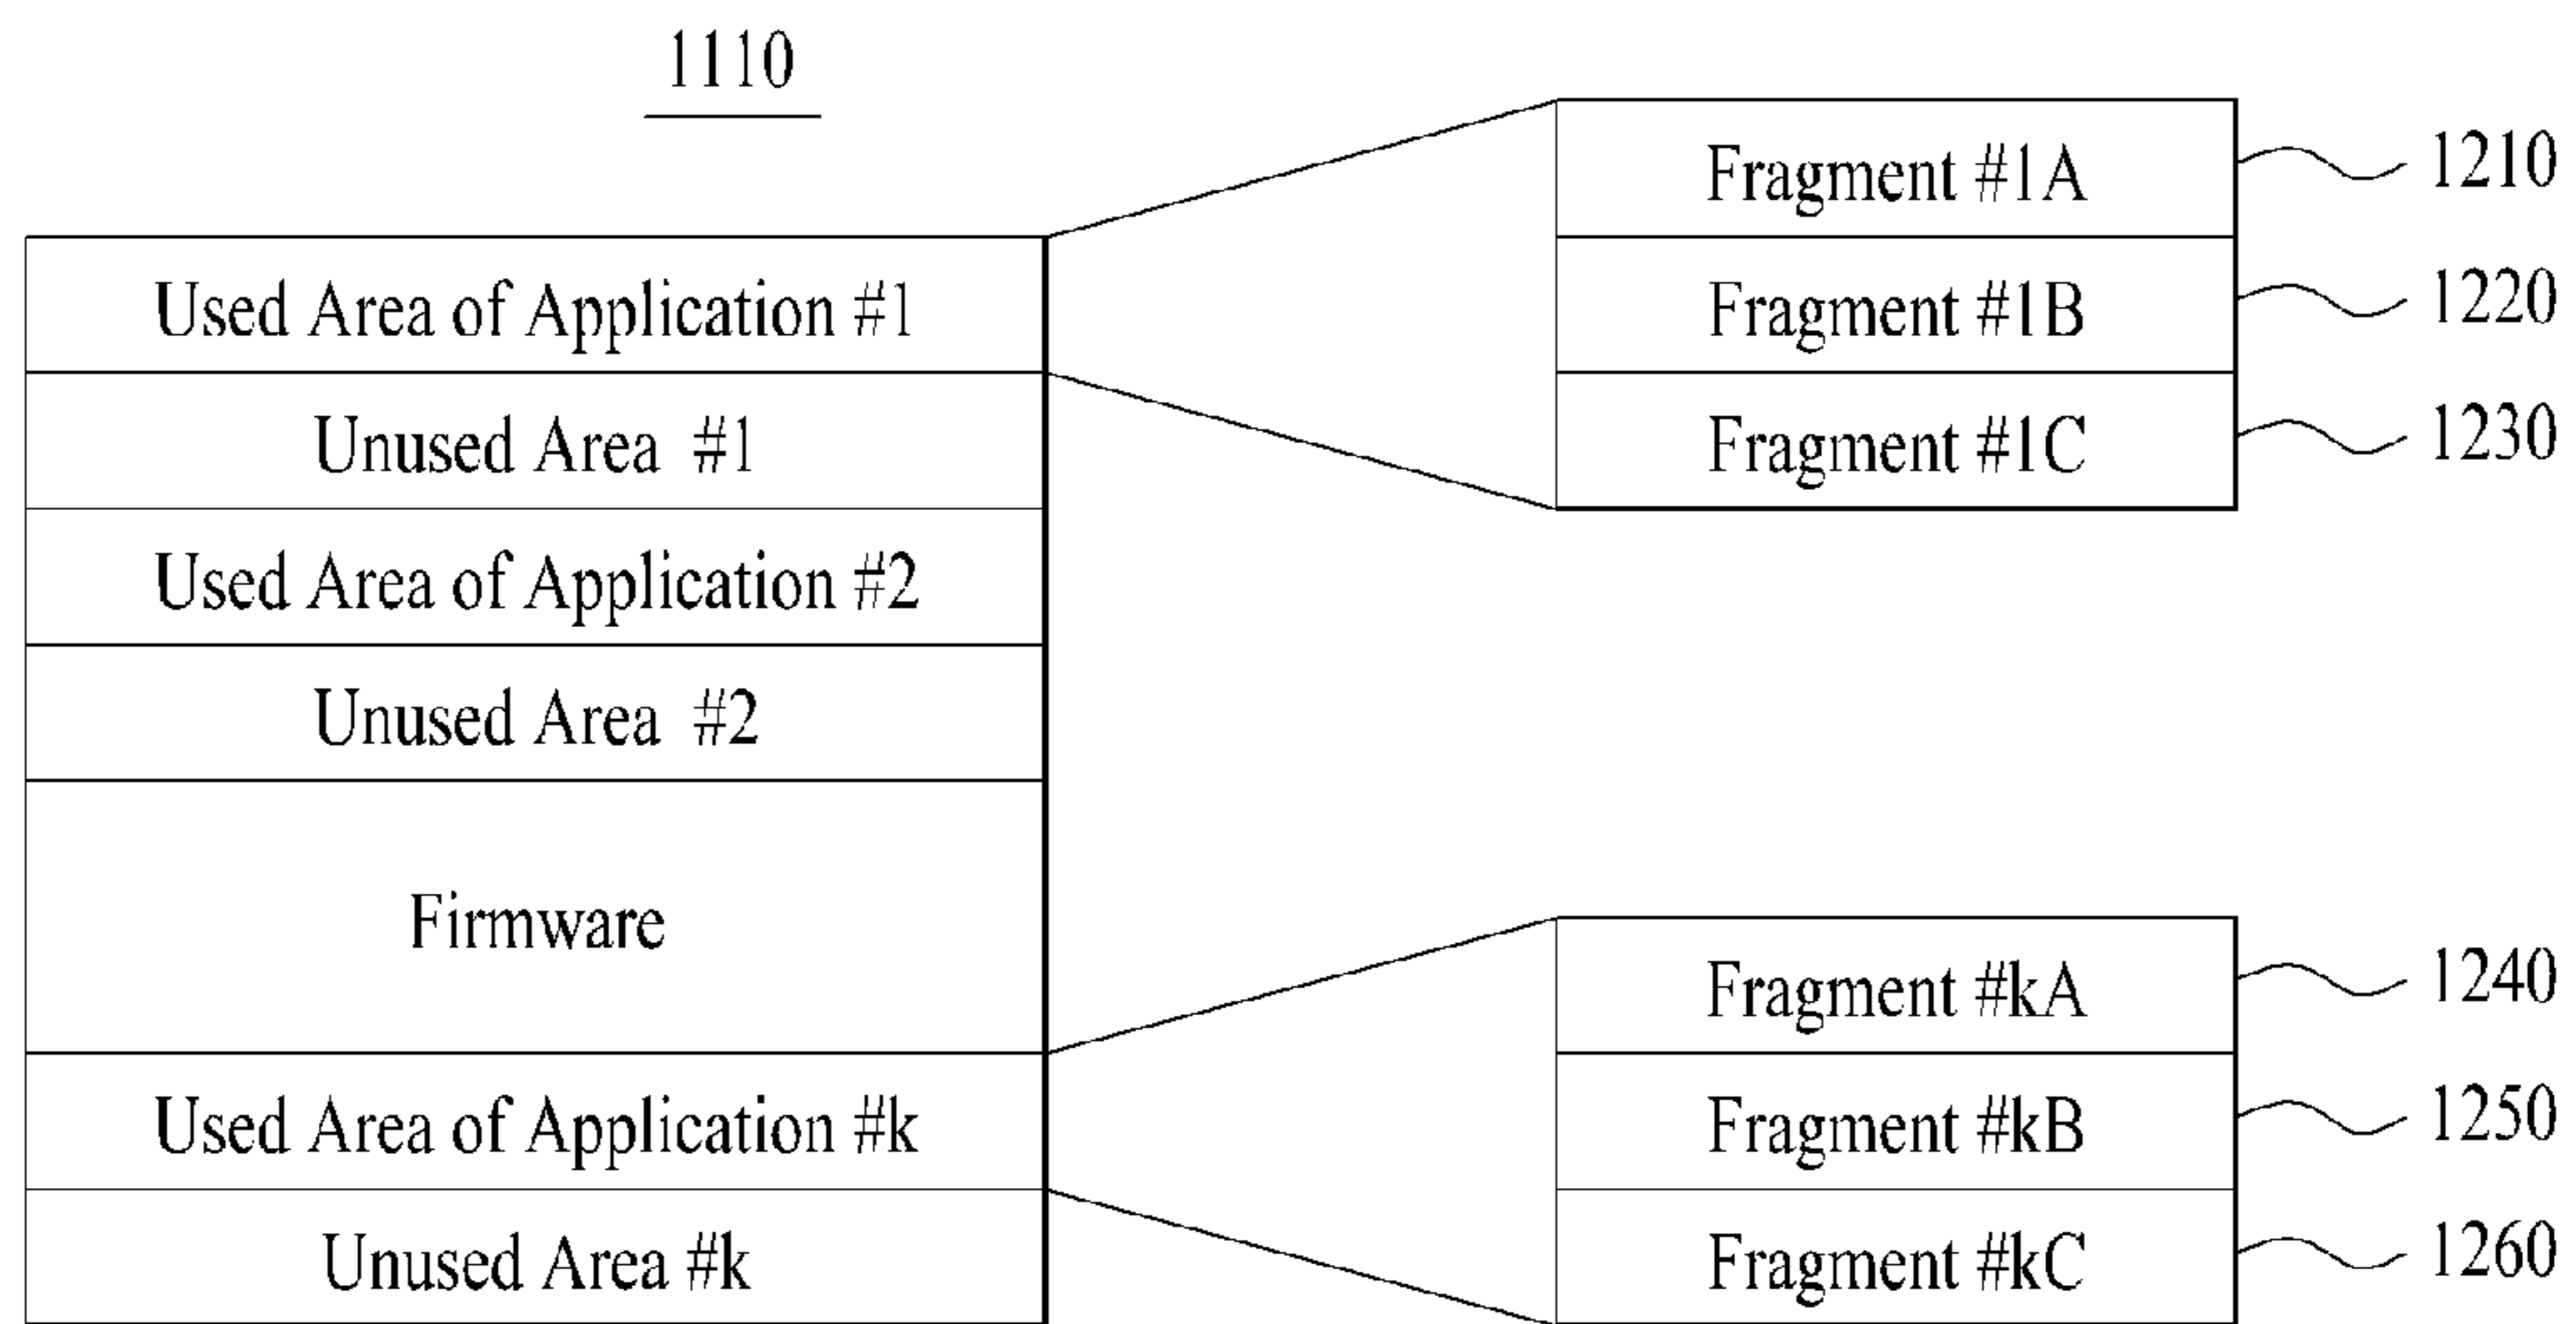 1110
Used Area of Application #1
Unused Area #1
Used Area of Application #2
Unused Area #2
Firmware
Used Area of Application #k
Unused Area #k
Fragment #1A 1210
Fragment #1B 1220
Fragment #1C 1230
Fragment #kA 1240
Fragment #kB 1250
Fragment #kC 1260